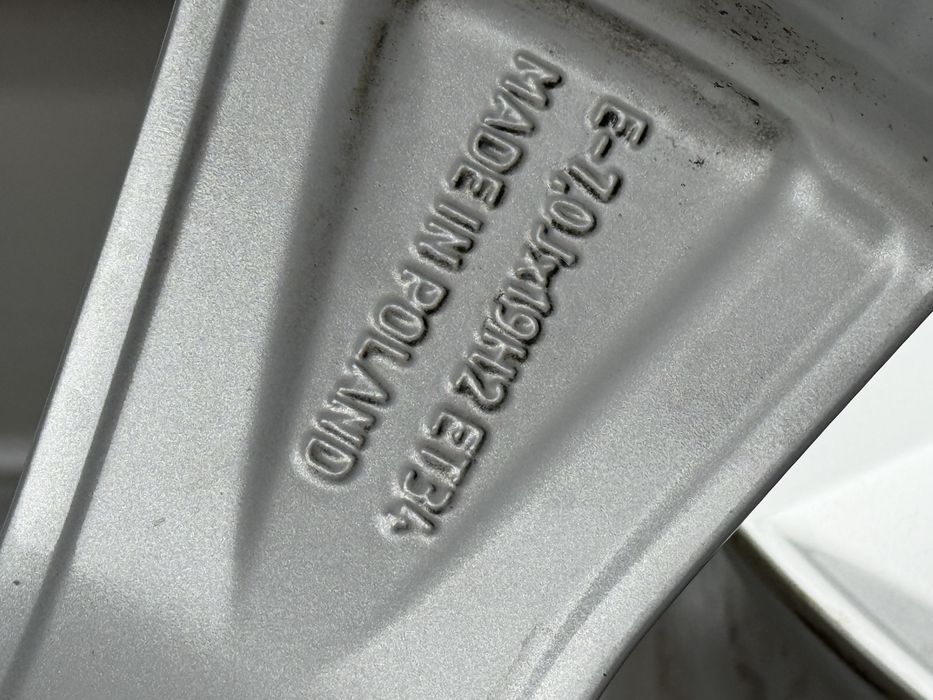 E-7,0Jx19H2 ET34
MADE IN POLAND